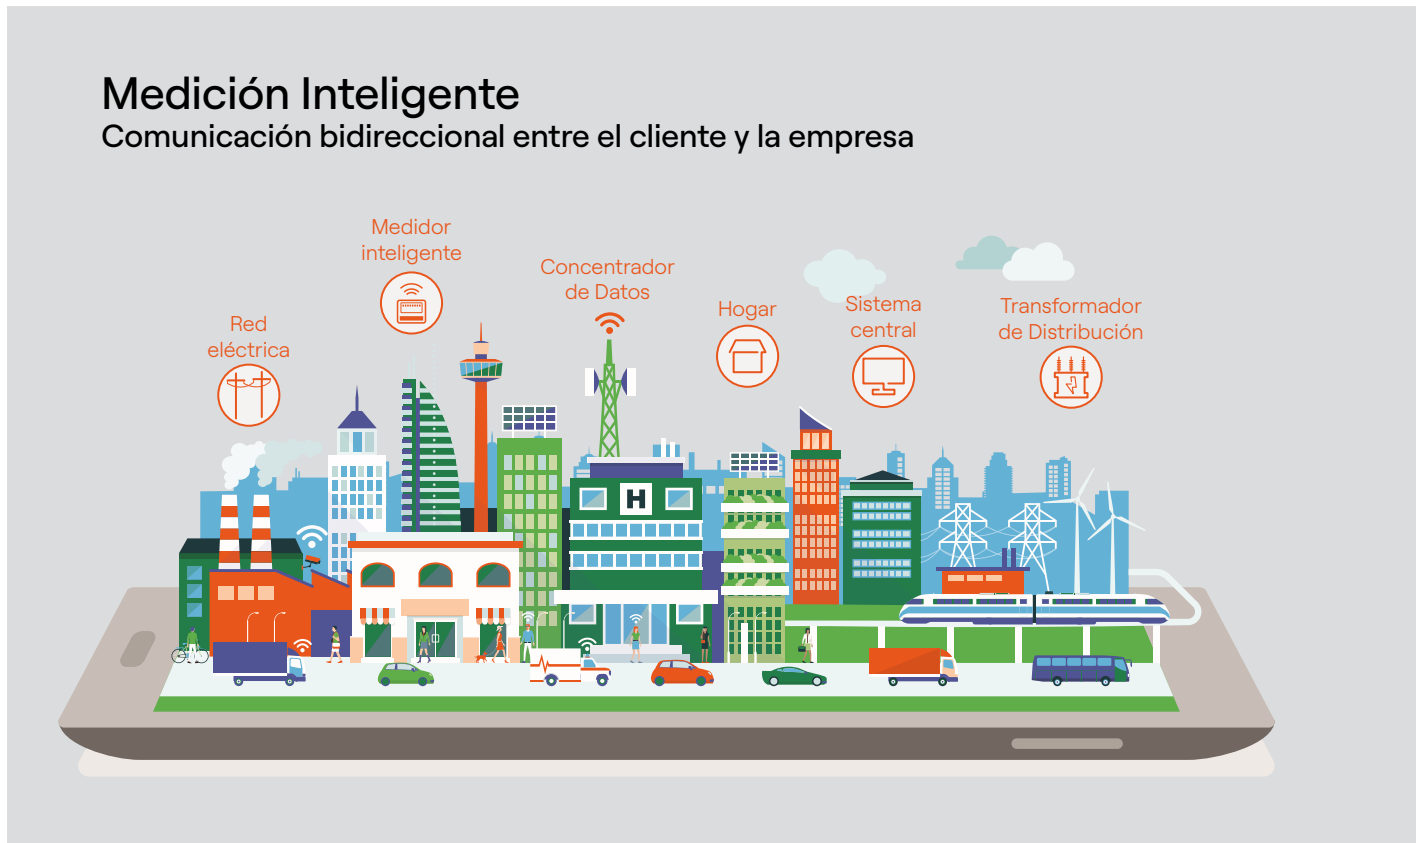 Medición Inteligente
Comunicación bidireccional entre el cliente y la empresa
Medidor
inteligente
Concentrador
de Datos
Hogar
Sistema
central
Transformador
de Distribución
Red
eléctrica
H